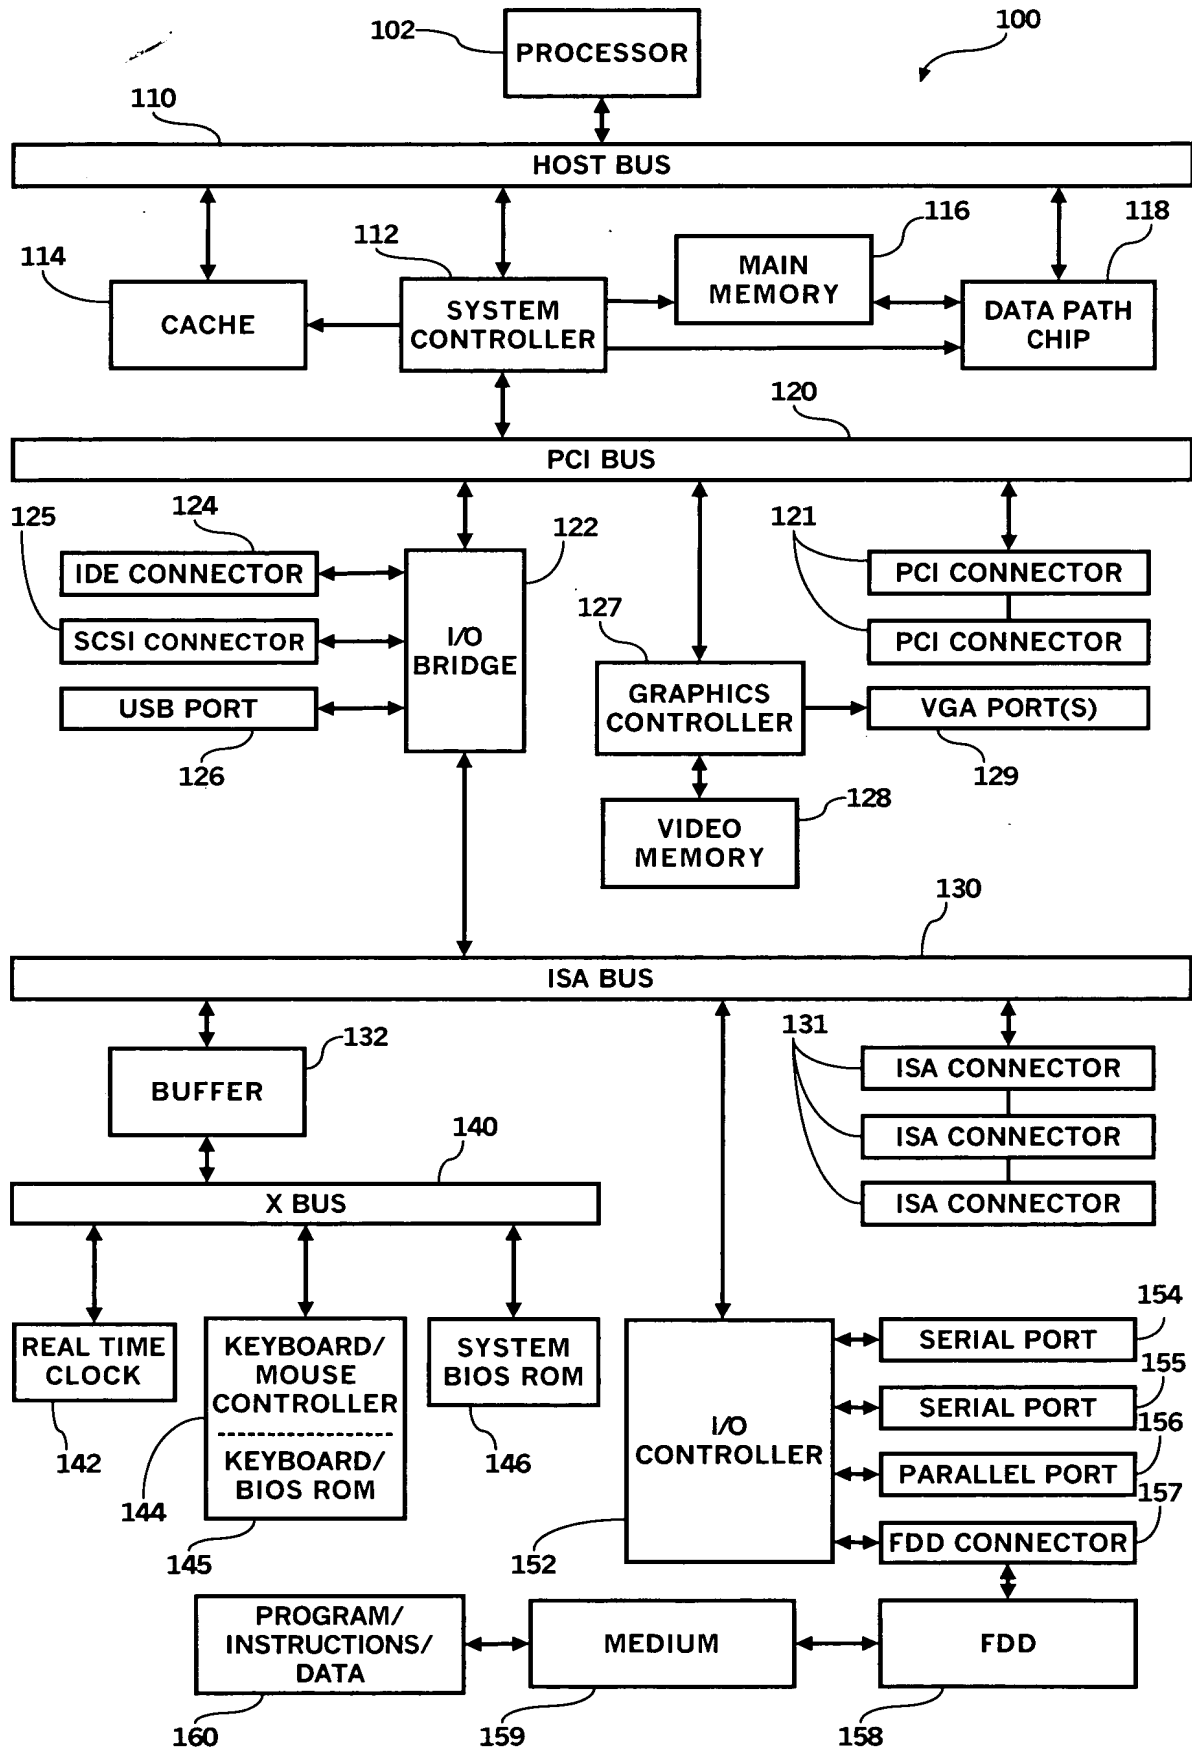 102
PROCESSOR
100
110
HOST BUS
114
112
116
118
CACHE
SYSTEM
CONTROLLER
MAIN
MEMORY
DATA PATH
CHIP
120
PCI BUS
125
124
122
121
IDE CONNECTOR
SCSI CONNECTOR
USB PORT
126
I/O
BRIDGE
127
GRAPHICS
CONTROLLER
PCI CONNECTOR
PCI CONNECTOR
VGA PORT(S)
129
128
VIDEO
MEMORY
130
ISA BUS
132
BUFFER
131
ISA CONNECTOR
ISA CONNECTOR
ISA CONNECTOR
140
X BUS
REAL TIME
CLOCK
142
KEYBOARD/
MOUSE
CONTROLLER
KEYBOARD/
BIOS ROM
144
145
SYSTEM
BIOS ROM
146
I/O
CONTROLLER
152
154
SERIAL PORT
155
SERIAL PORT
156
PARALLEL PORT
157
FDD CONNECTOR
PROGRAM/
INSTRUCTIONS/
DATA
MEDIUM
FDD
160
159
158